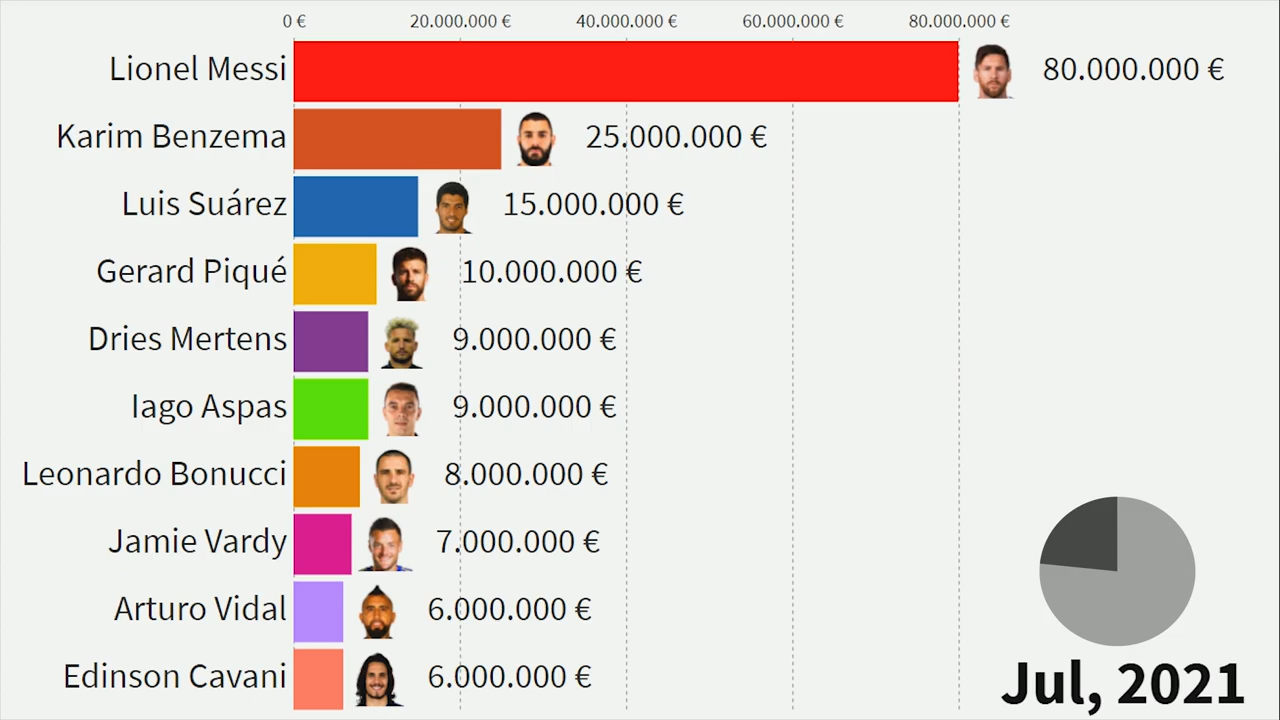 0 € 20.000.000 € 40.000.000 € 60.000.000 € 80.000.000 €
Lionel Messi 80.000.000 €
Karim Benzema 25.000.000 €
Luis Suárez 15.000.000 €
Gerard Piqué 10.000.000 €
Dries Mertens 9.000.000 €
Iago Aspas 9.000.000 €
Leonardo Bonucci 8.000.000 €
Jamie Vardy 7.000.000 €
Arturo Vidal 6.000.000 €
Edinson Cavani 6.000.000 €
Jul, 2021